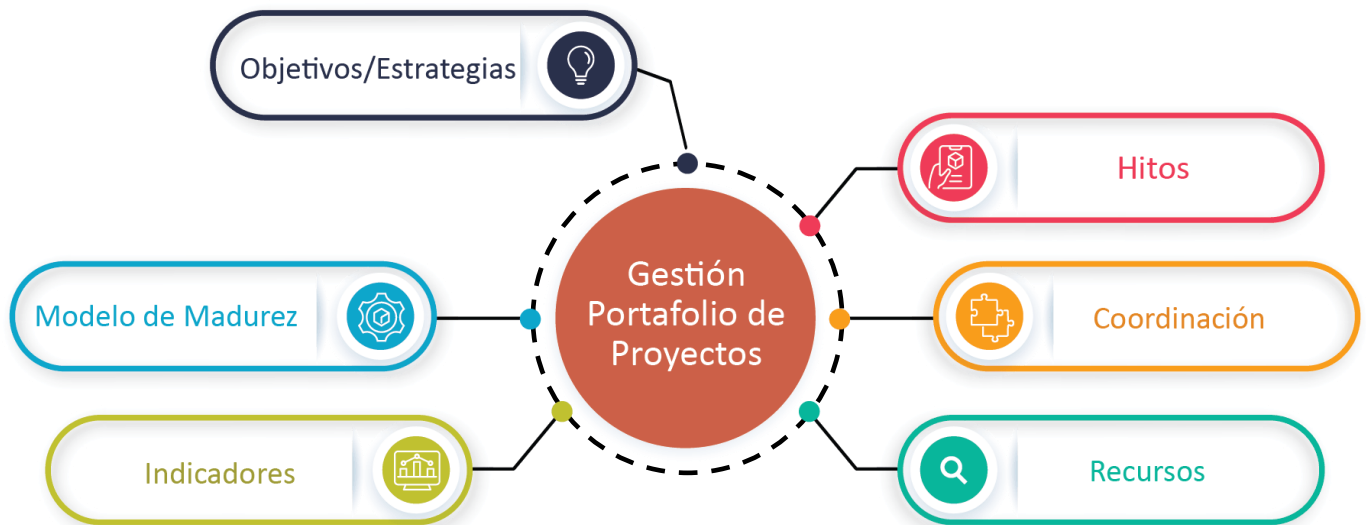 Objetivos/Estrategias
Hitos
Gestión
Portafolio de
Proyectos
Modelo de Madurez
Coordinación
Indicadores
Recursos